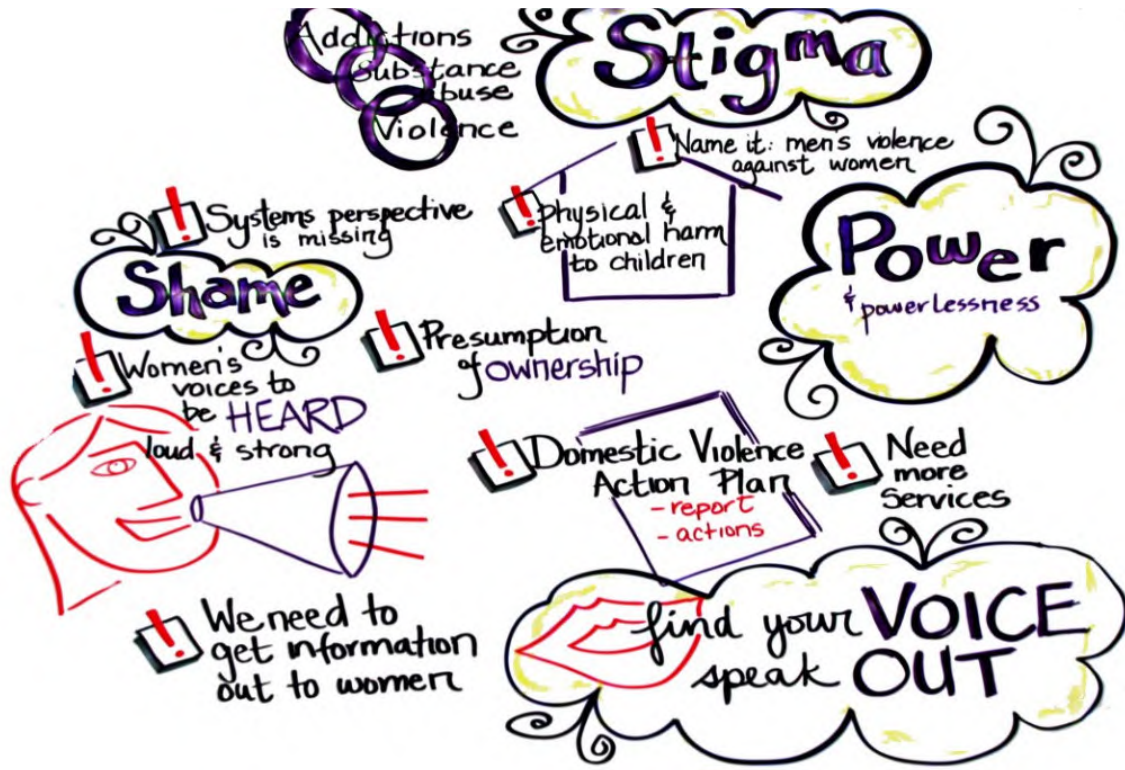 Addictions
Substance
abuse
Violence
Stigma
Name it: men's violence
against women
Systems perspective
is missing
Physical &
emotional harm
to children
Power
& powerlessness
Shame
Presumption
of ownership
Women's
voices to
be HEARD
loud & strong
Domestic Violence
Action Plan
- report
- actions
Need
more
Services
We need to
get information
out to women
find your VOICE
speak OUT